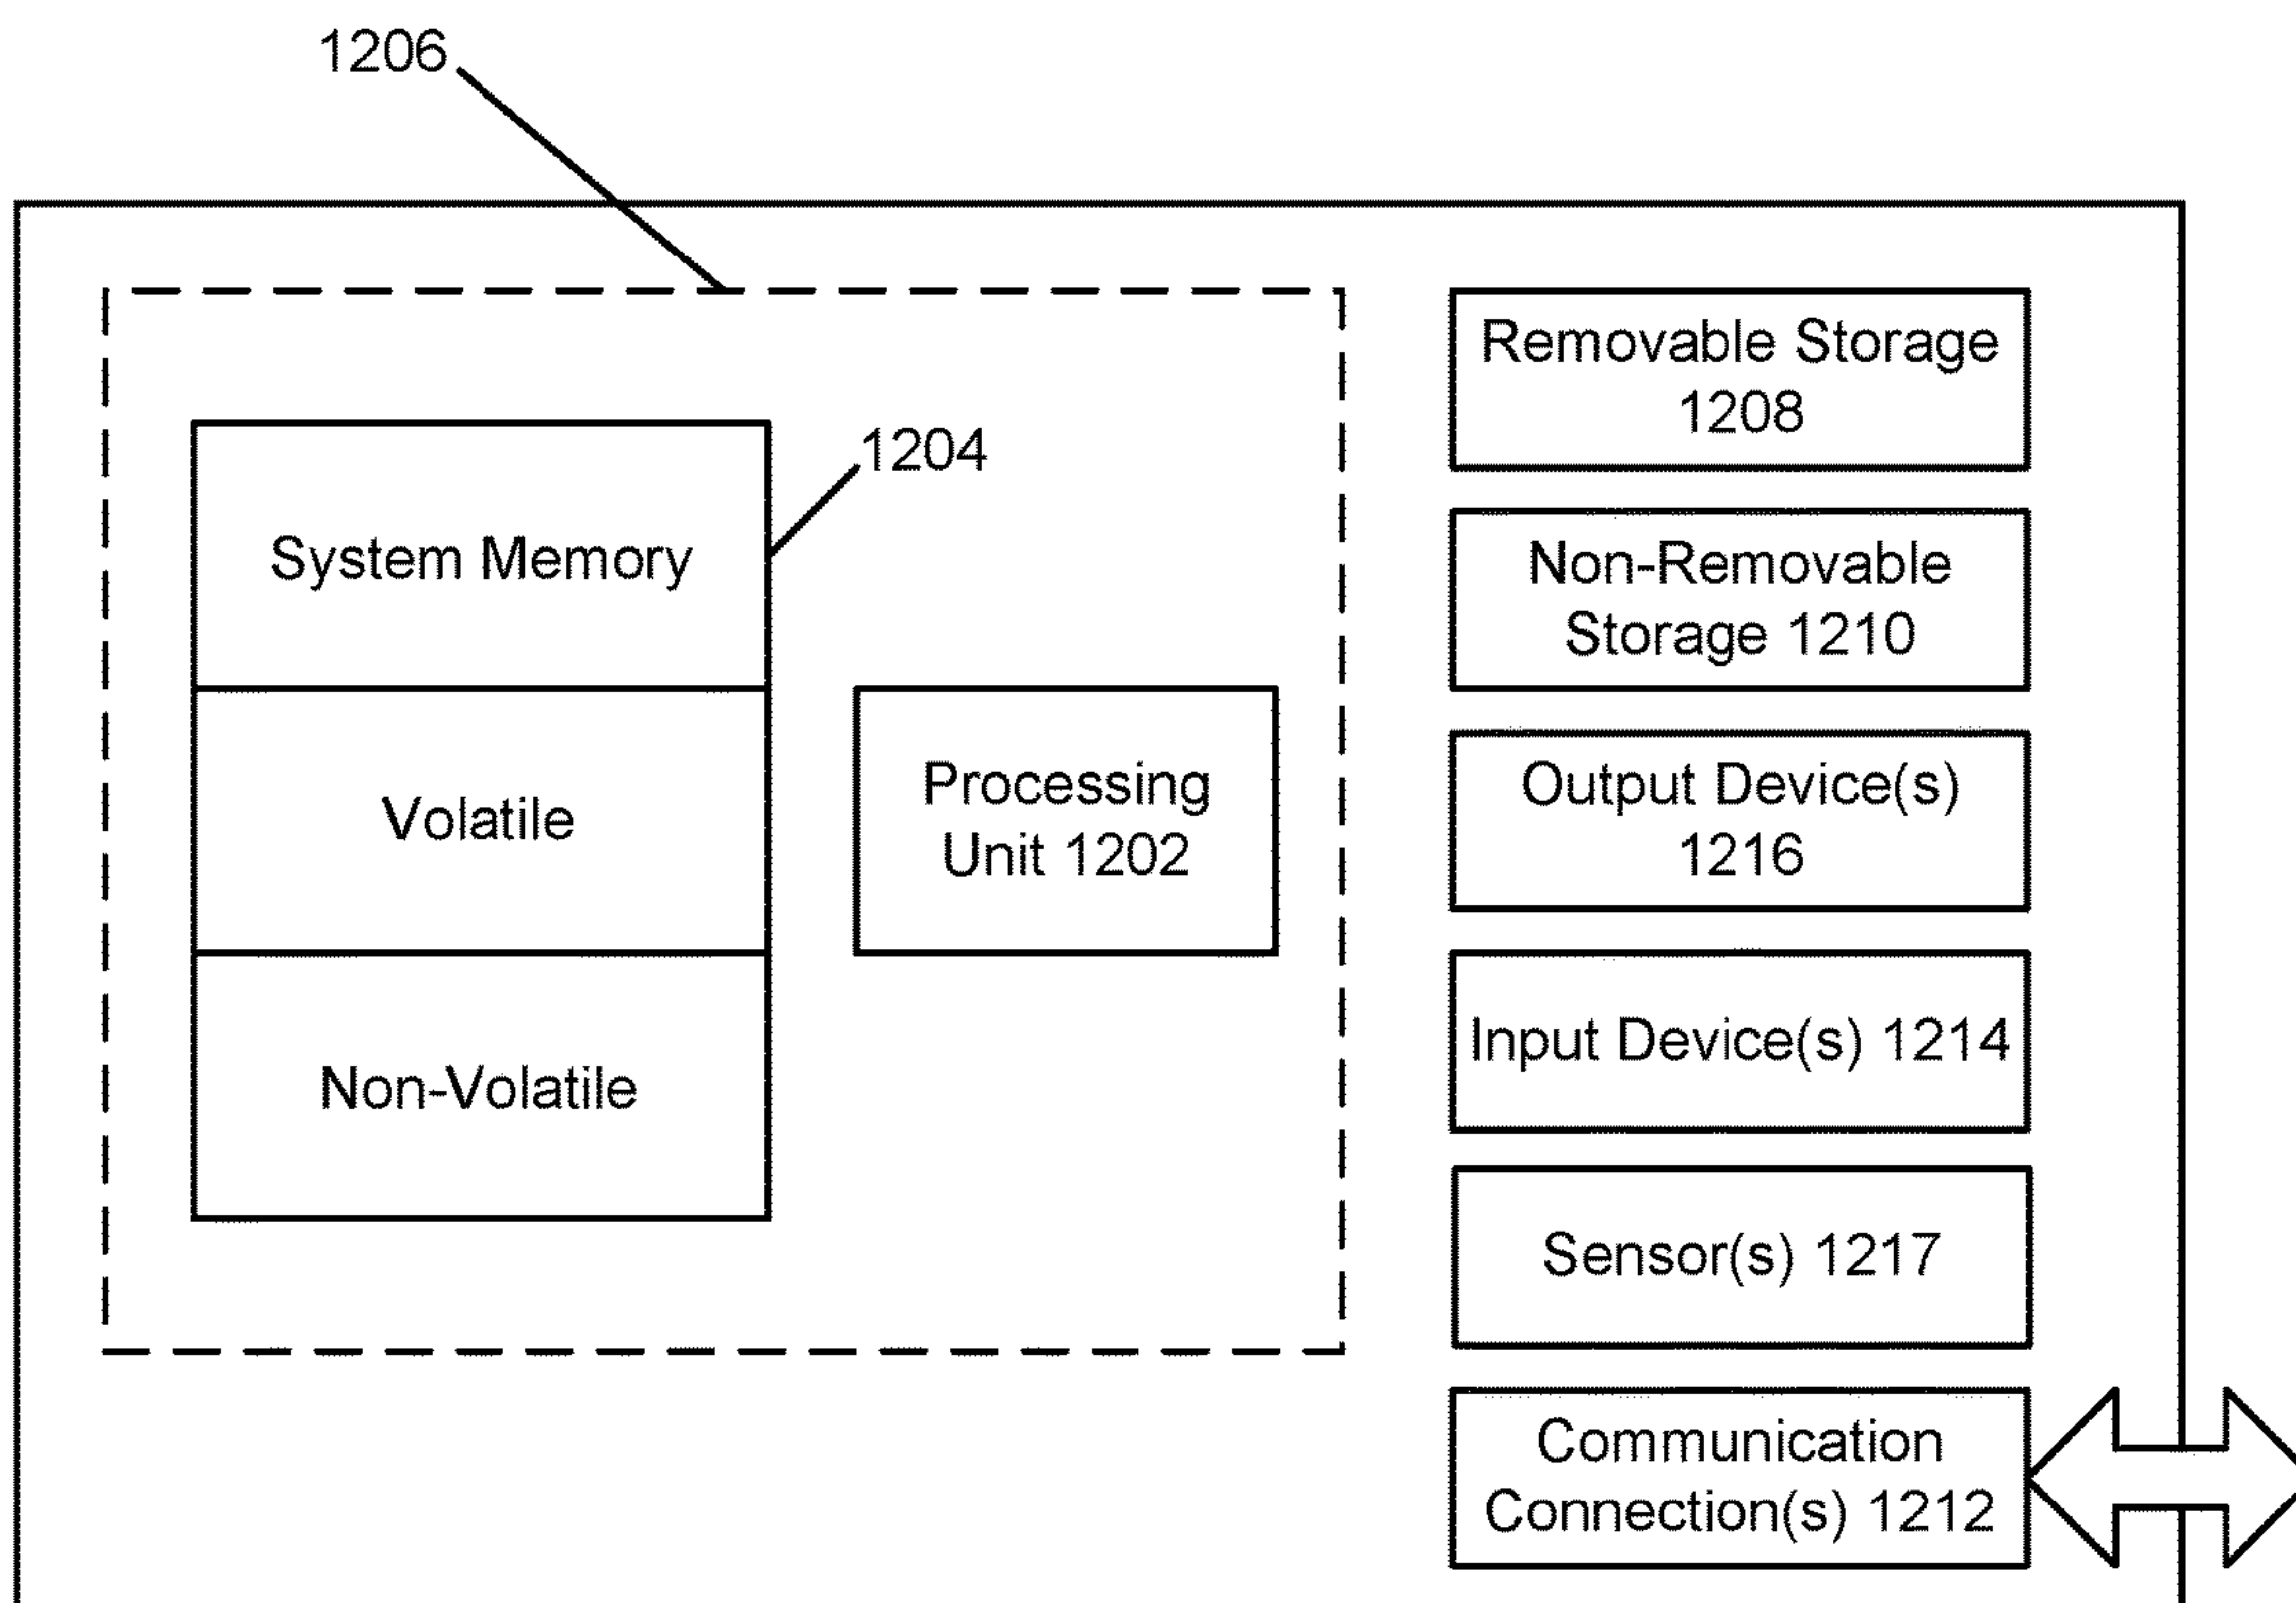 1206
1204
System Memory
Volatile
Non-Volatile
Processing
Unit 1202
Removable Storage
1208
Non-Removable
Storage 1210
Output Device(s)
1216
Input Device(s) 1214
Sensor(s) 1217
Communication
Connection(s) 1212